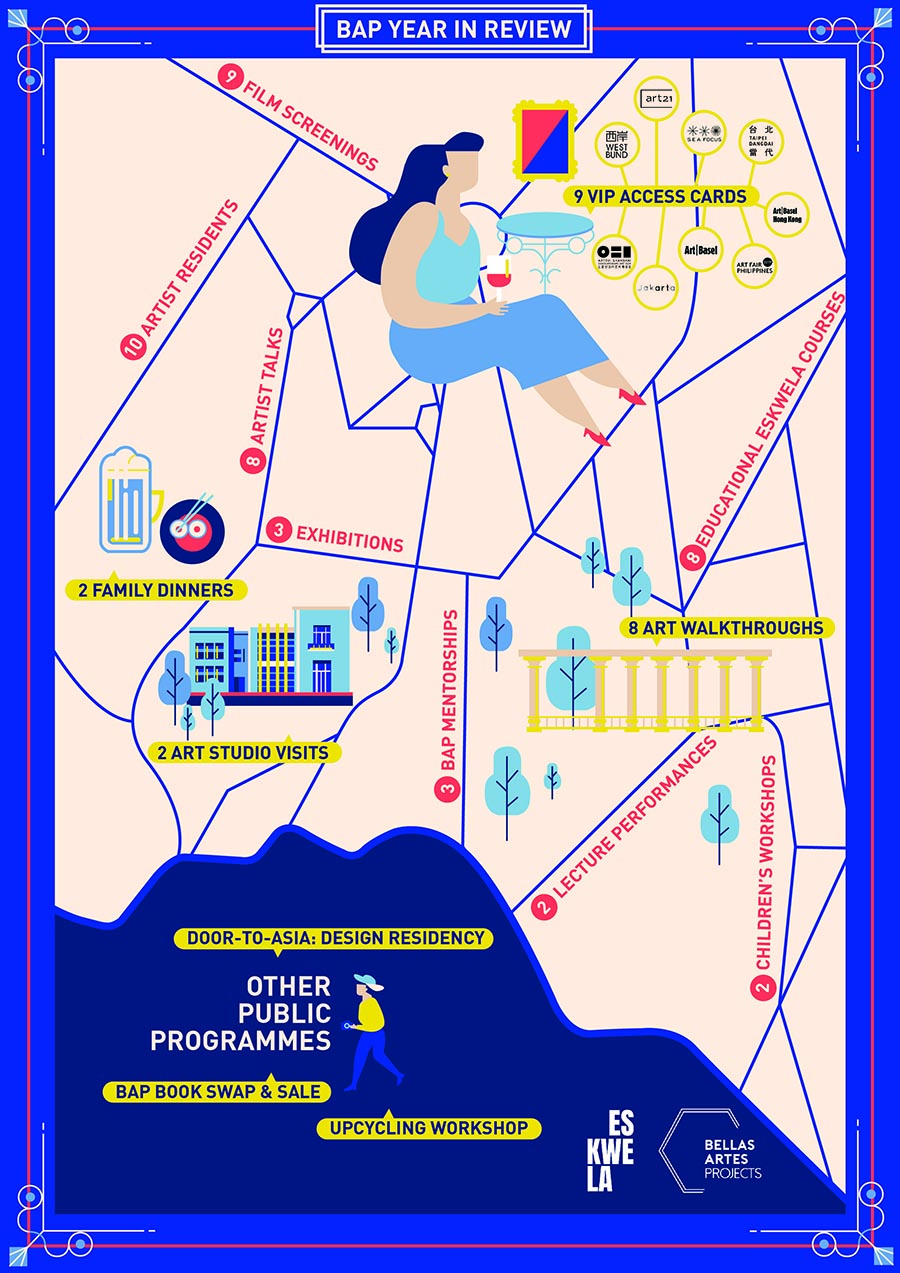 BAP YEAR IN REVIEW
9 FILM SCREENINGS
10 ARTIST RESIDENTS
8 ARTIST TALKS
art21
西岸
WEST
BUND
SEA FOCUS
台北
TAIPEI
DANGDAI
當代
9 VIP ACCESS CARDS
Art|Basel
Hong Kong
Art|Basel
ART FAIR
PHILIPPINES
Jakarta
8 EDUCATIONAL ESKWELA COURSES
3 EXHIBITIONS
2 FAMILY DINNERS
8 ART WALKTHROUGHS
2 ART STUDIO VISITS
3 BAP MENTORSHIPS
2 LECTURE PERFORMANCES
2 CHILDREN'S WORKSHOPS
DOOR-TO-ASIA: DESIGN RESIDENCY
OTHER
PUBLIC
PROGRAMMES
BAP BOOK SWAP & SALE
UPCYCLING WORKSHOP
ES
KWE
LA
BELLAS
ARTES
PROJECTS